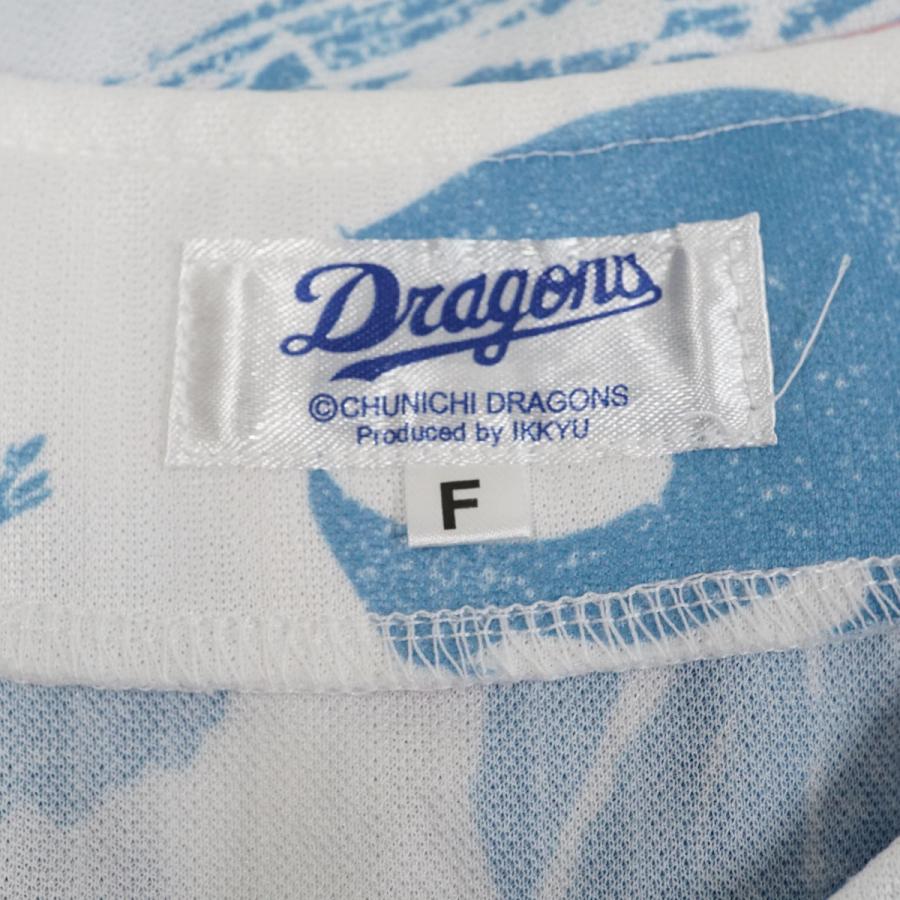 Dragons
©CHUNICHI DRAGONS
Produced by IKKYU
F